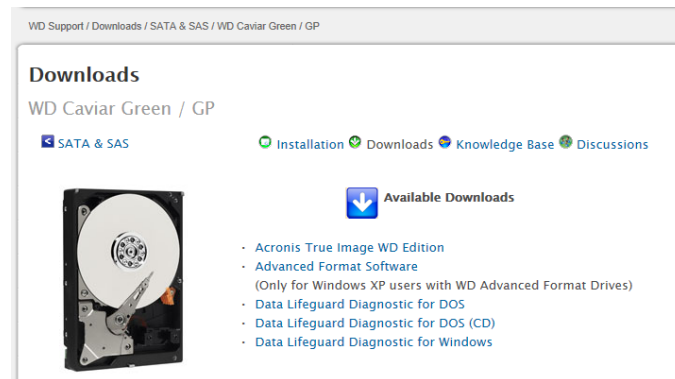 WD Support / Downloads / SATA & SAS / WD Caviar Green / GP
Downloads
WD Caviar Green / GP
SATA & SAS
Installation Downloads Knowledge Base Discussions
Available Downloads
· Acronis True Image WD Edition
· Advanced Format Software
(Only for Windows XP users with WD Advanced Format Drives)
· Data Lifeguard Diagnostic for DOS
· Data Lifeguard Diagnostic for DOS (CD)
· Data Lifeguard Diagnostic for Windows